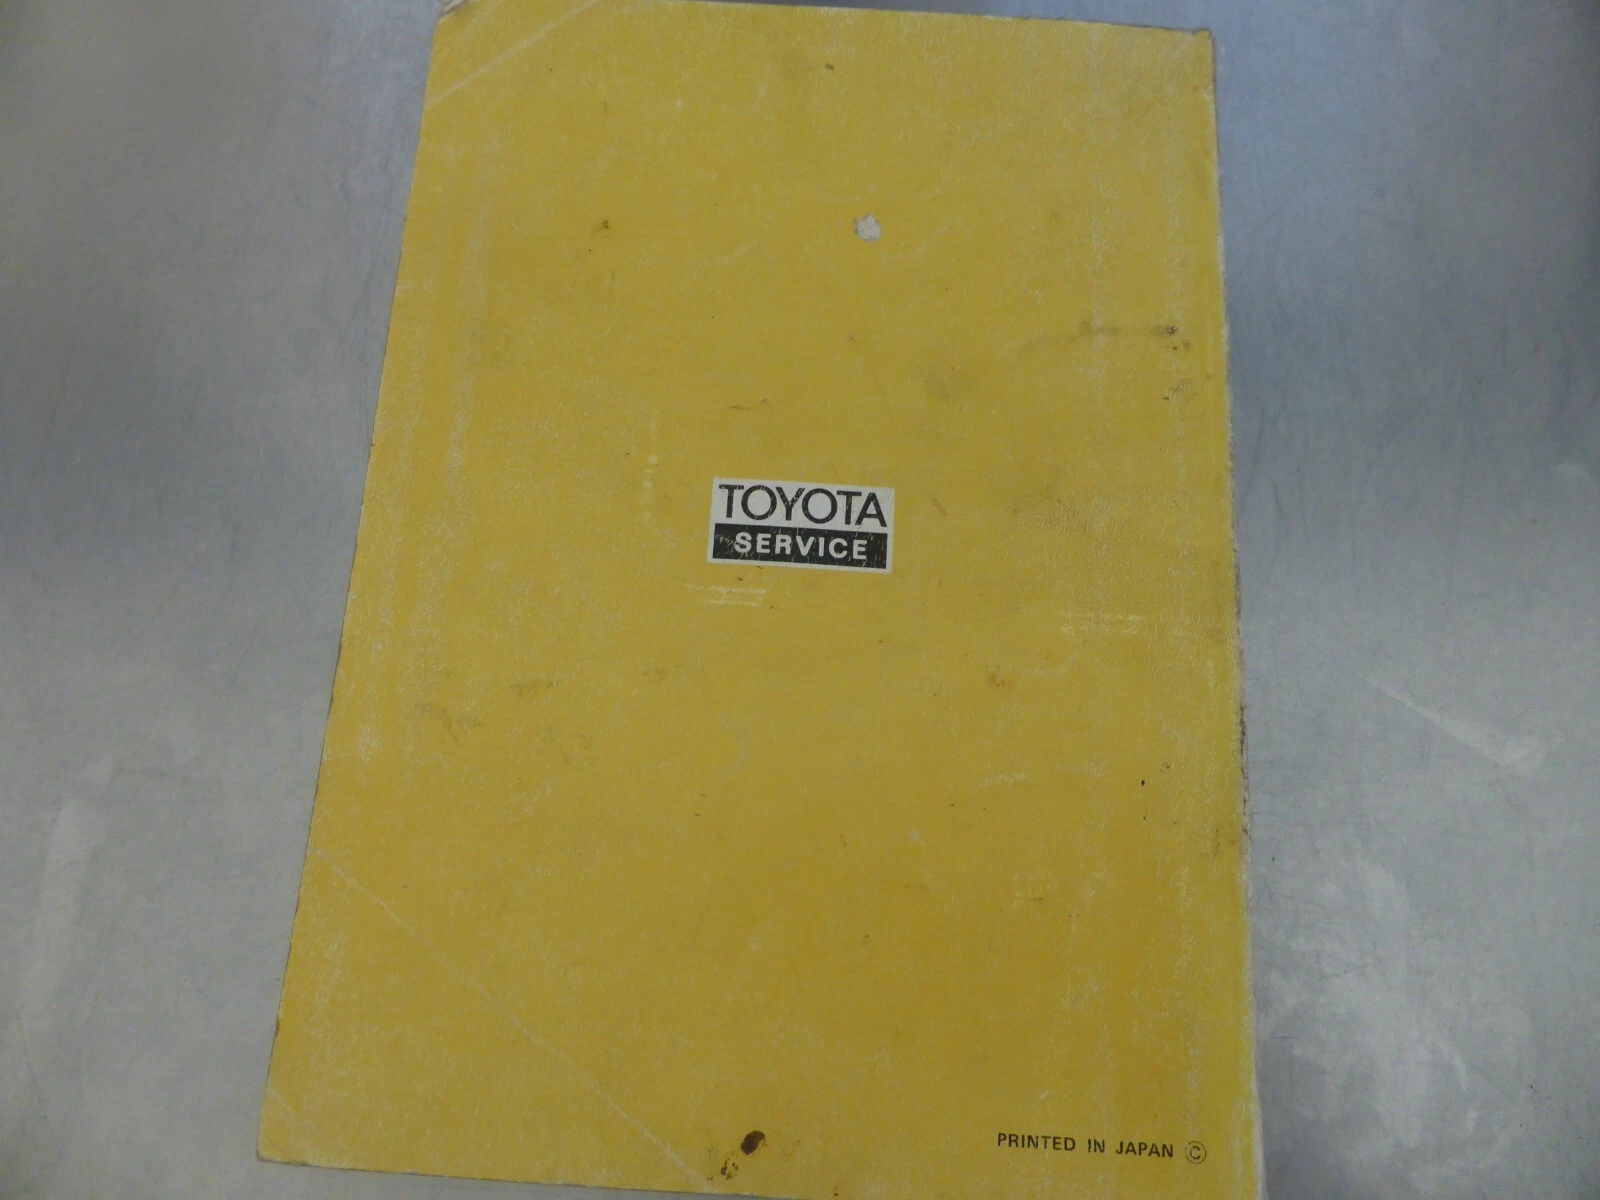 TOYOTA
SERVICE
PRINTED IN JAPAN ©